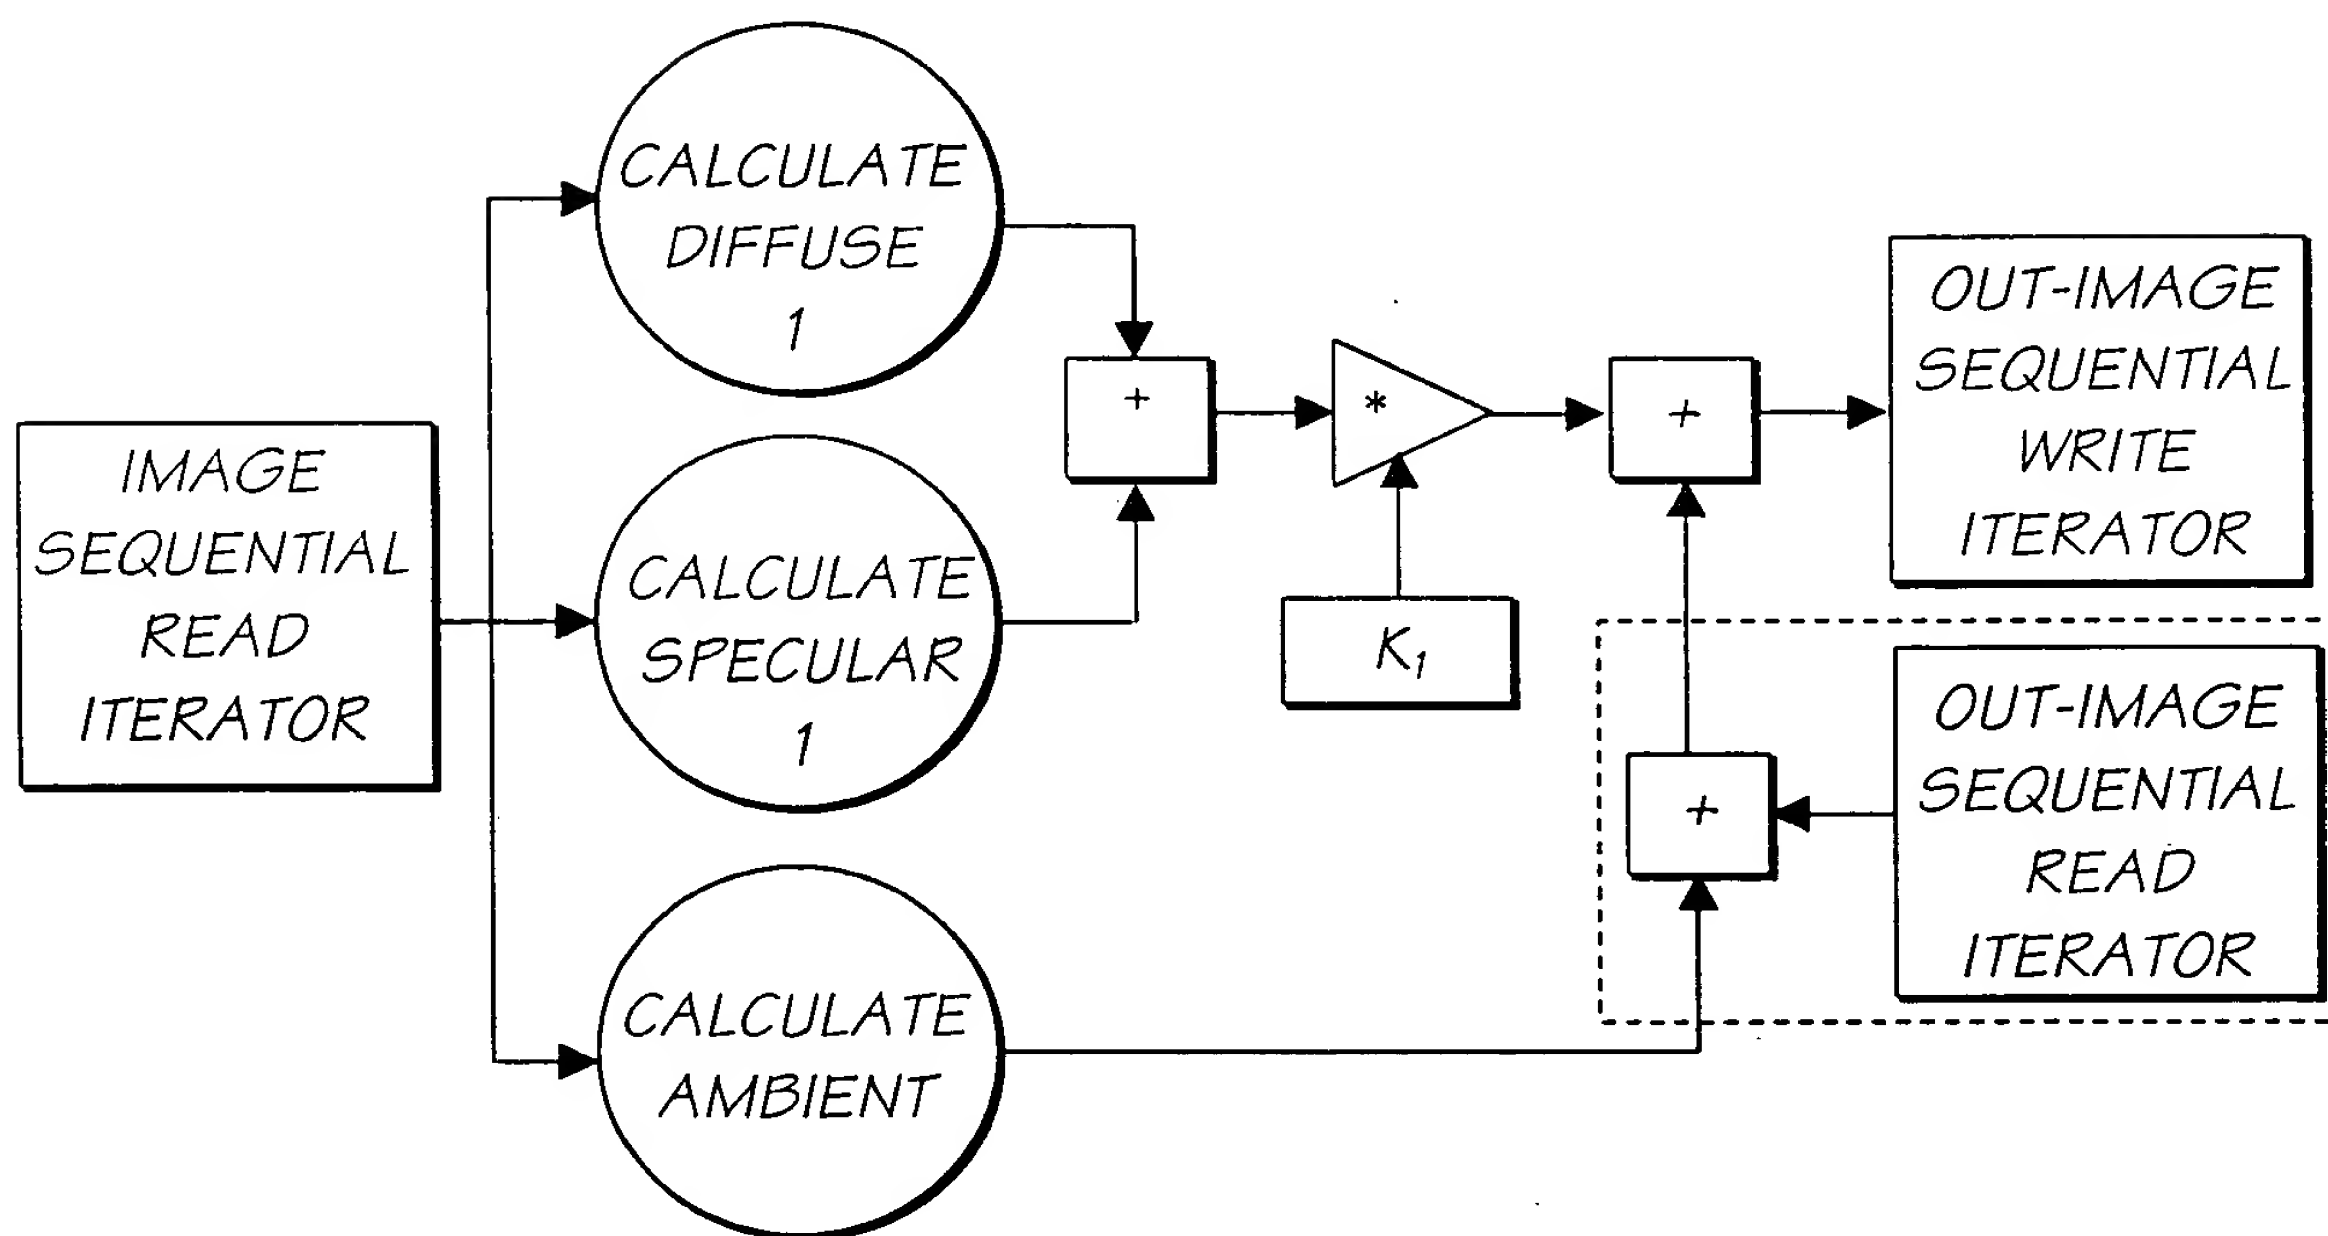 IMAGE
SEQUENTIAL
READ
ITERATOR
CALCULATE
DIFFUSE
1
CALCULATE
SPECULAR
1
CALCULATE
AMBIENT
+
*
K₁
+
OUT-IMAGE
SEQUENTIAL
WRITE
ITERATOR
+
OUT-IMAGE
SEQUENTIAL
READ
ITERATOR